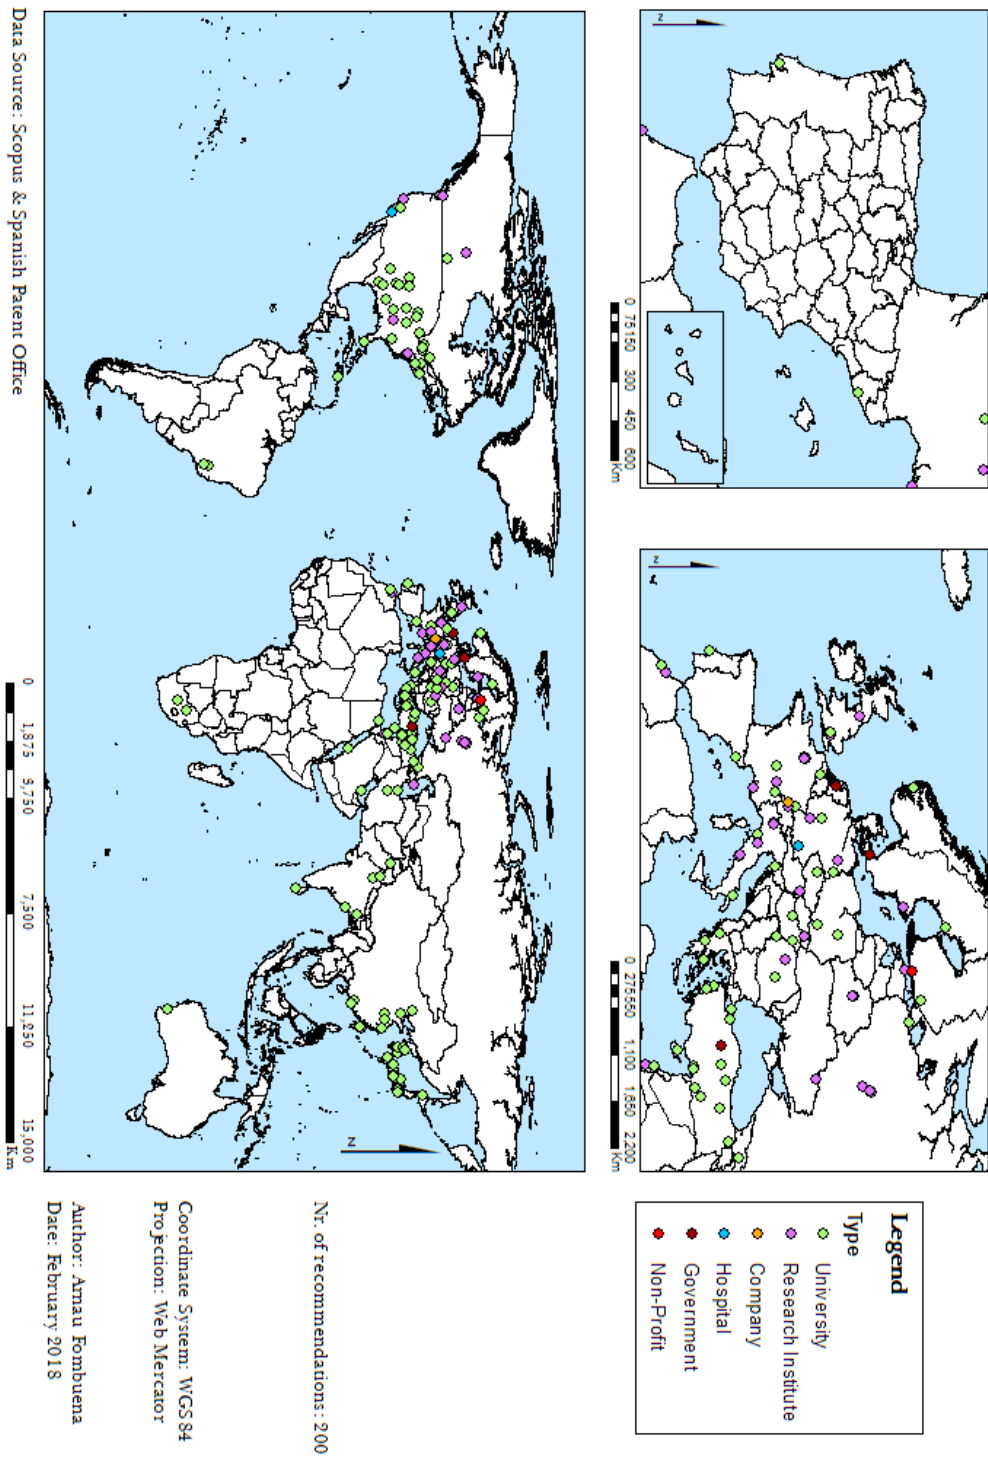 N
0 75 150 300 450 600
Km
N
0 275 550 1,100 1,650 2,200
Km
Legend
Type
University
Research Institute
Company
Hospital
Government
Non-Profit
N
0 1,875 3,750 7,500 11,250 15,000
Km
Nr. of recommendations: 200
Coordinate System: WGS 84
Projection: Web Mercator
Author: Arnau Fombuena
Date: February 2018
Data Source: Scopus & Spanish Patent Office